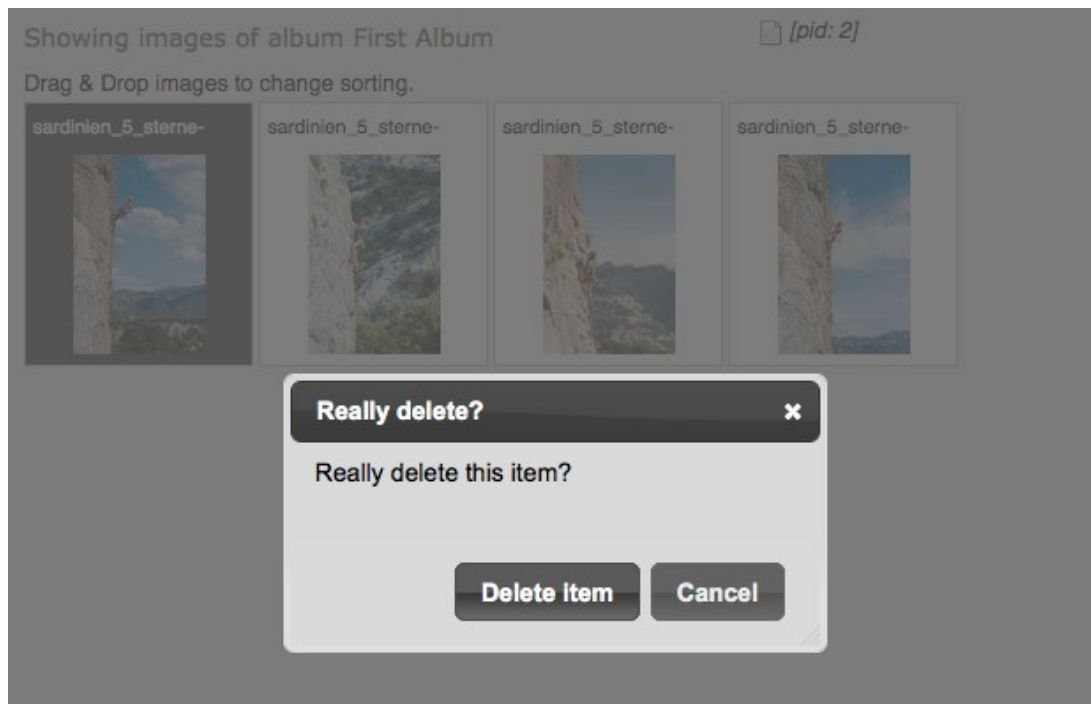 Showing images of album First Album
[pid: 2]
Drag & Drop images to change sorting.
sardinien_5_sterne-
sardinien_5_sterne-
sardinien_5_sterne-
sardinien_5_sterne-
Really delete?
Really delete this item?
Delete item
Cancel